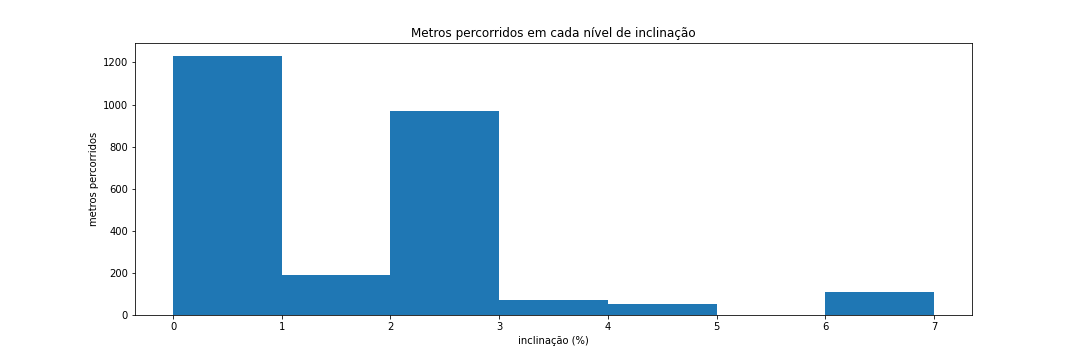 Metros percorridos em cada nível de inclinação
metros percorridos
1200
1000
800
600
400
200
0
0 1 2 3 4 5 6 7
inclinação (%)